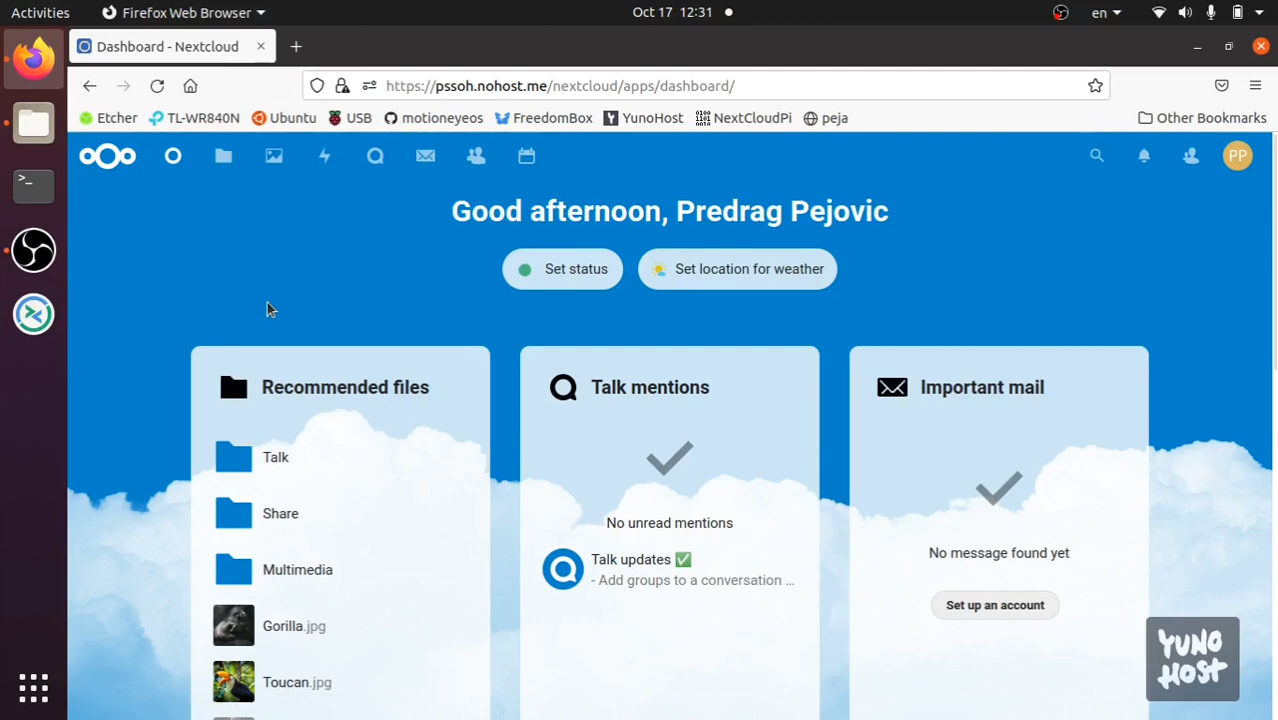 Activities
Firefox Web Browser
Oct 17 12:31
en
Dashboard - Nextcloud
https://pssoh.nohost.me/nextcloud/apps/dashboard/
Etcher
TL-WR840N
Ubuntu
USB
motioneyeos
FreedomBox
YunoHost
NextCloudPi
peja
Other Bookmarks
PP
Good afternoon, Predrag Pejovic
Set status
Set location for weather
Recommended files
Talk
Share
Multimedia
Gorilla.jpg
Toucan.jpg
Talk mentions
No unread mentions
Talk updates ✅
- Add groups to a conversation ...
Important mail
No message found yet
Set up an account
YUNO
HOST